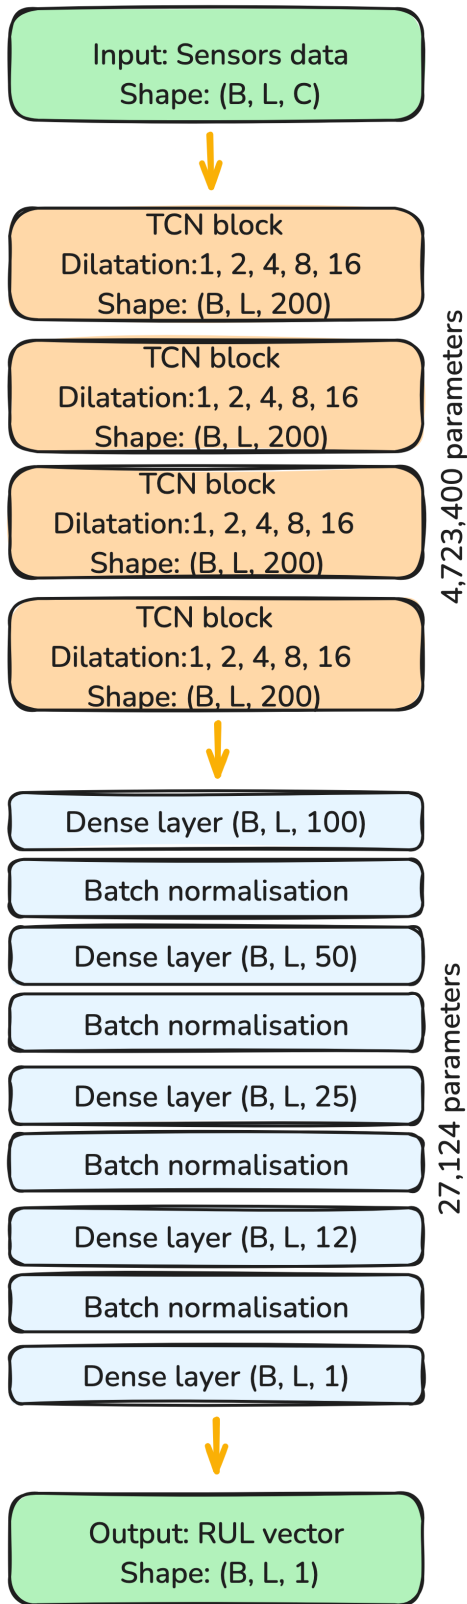 Input: Sensors data
Shape: (B, L, C)
TCN block
Dilatation:1, 2, 4, 8, 16
Shape: (B, L, 200)
TCN block
Dilatation:1, 2, 4, 8, 16
Shape: (B, L, 200)
TCN block
Dilatation:1, 2, 4, 8, 16
Shape: (B, L, 200)
TCN block
Dilatation:1, 2, 4, 8, 16
Shape: (B, L, 200)
4,723,400 parameters
Dense layer (B, L, 100)
Batch normalisation
Dense layer (B, L, 50)
Batch normalisation
Dense layer (B, L, 25)
Batch normalisation
Dense layer (B, L, 12)
Batch normalisation
Dense layer (B, L, 1)
27,124 parameters
Output: RUL vector
Shape: (B, L, 1)